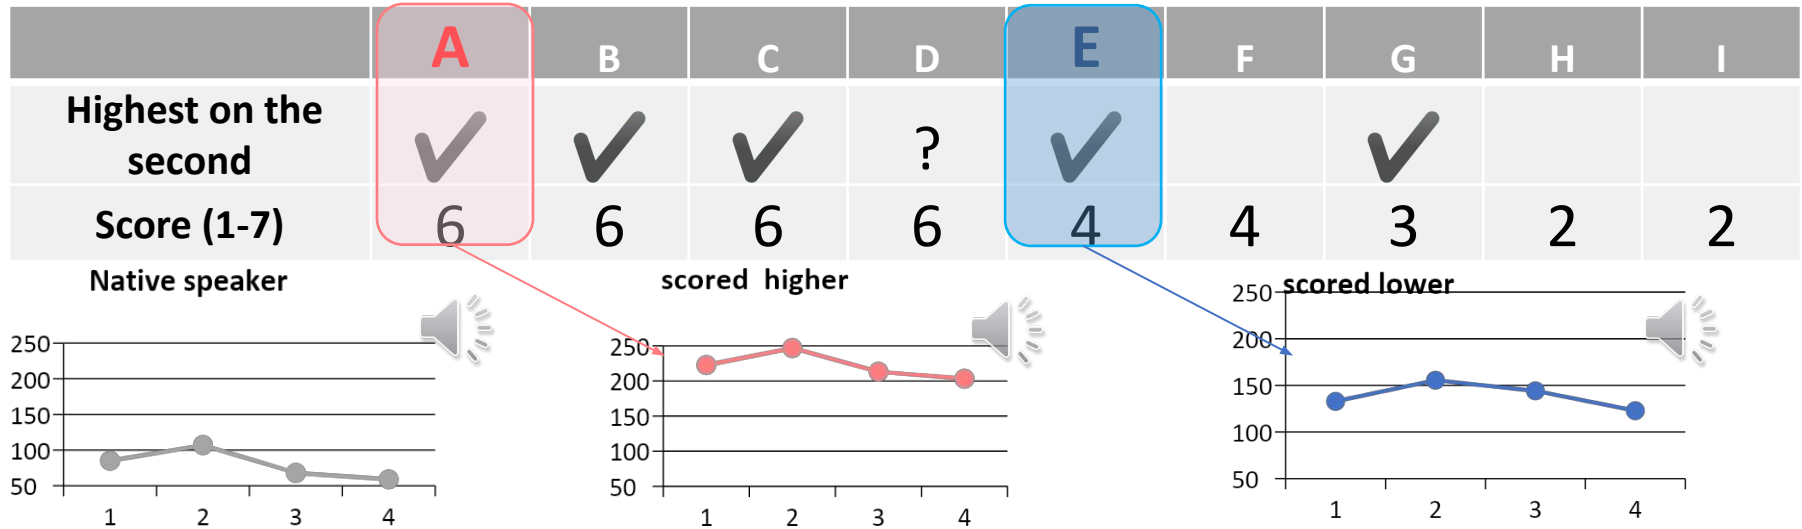 A B C D E F G H I
Highest on the
second
✔ ✔ ✔ ? ✔ ✔
Score (1-7) 6 6 6 6 4 4 3 2 2
Native speaker
250
200
150
100
50
1 2 3 4
scored higher
250
200
150
100
50
1 2 3 4
scored lower
250
200
150
100
50
1 2 3 4